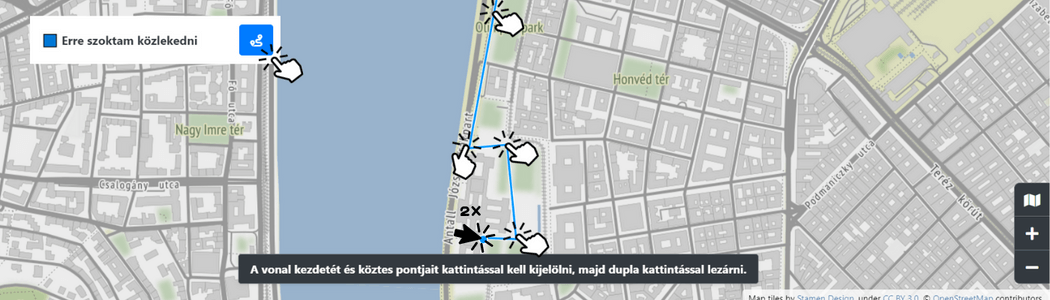 Erre szoktam közlekedni
Honvéd tér
Fő utca
Nagy Imre tér
Csalogány utca
Podmaniczky utca
Teréz körút
2X
A vonal kezdetét és köztes pontjait kattintással kell kijelölni, majd dupla kattintással lezárni.
Map tiles by Stamen Design, under CC BY 3.0, © OpenStreetMap contributors